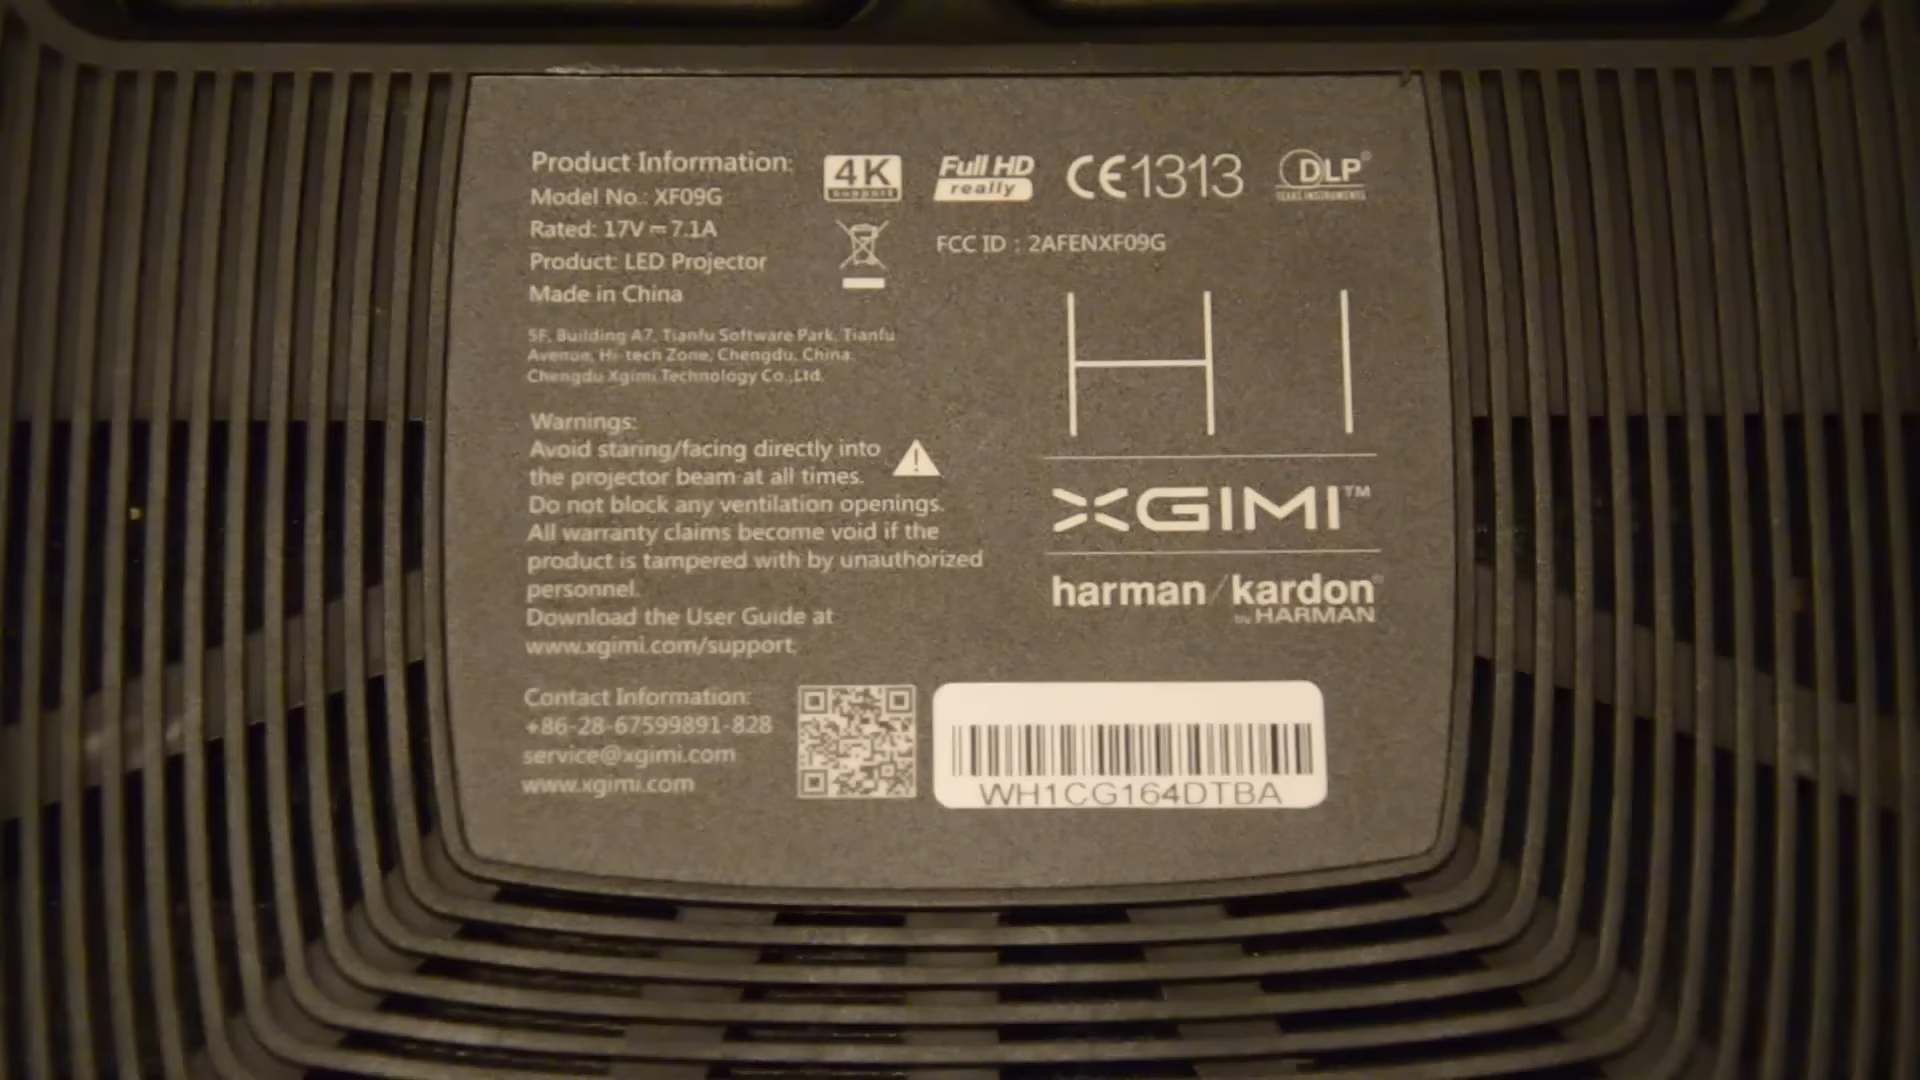 Product Information:
Model No.: XF09G
Rated: 17V⎓7.1A
Product: LED Projector
Made in China
5F, Building A7, Tianfu Software Park, Tianfu
Avenue, Hi-tech Zone, Chengdu, China.
Chengdu Xgimi Technology Co.,Ltd.
Warnings:
Avoid staring/facing directly into
the projector beam at all times.
Do not block any ventilation openings.
All warranty claims become void if the
product is tampered with by unauthorized
personnel.
Download the User Guide at
www.xgimi.com/support
Contact Information:
+86-28-67599891-828
service@xgimi.com
www.xgimi.com
4K
support
Full HD
really
CE1313
DLP®
TEXAS INSTRUMENTS
FCC ID : 2AFENXF09G
H I
XGIMI™
harman/kardon®
by HARMAN
WH1CG164DTBA